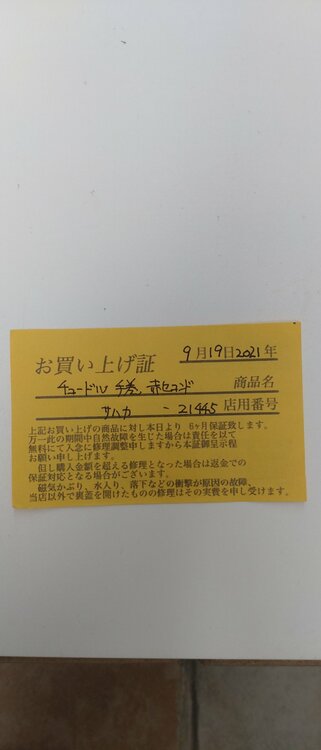 9月19日2021年
お買い上げ証
チュードル 手巻 赤セコンド 商品名
サハカ - 21445 店用番号
上記お買い上げの商品に対し本日より 6ヶ月保証致します。
万一此の期間中自然故障を生じた場合は責任を以て
無料にて入念に修理調整申しますから本証御呈示程
お願い申し上げます。
但し購入金額を超える修理となった場合は返金での
保証対応となる場合がございます。
磁気かぶり、水入り、落下などの衝撃が原因の故障、
当店以外で裏蓋を開けたものの修理はその実費を申し受けます。